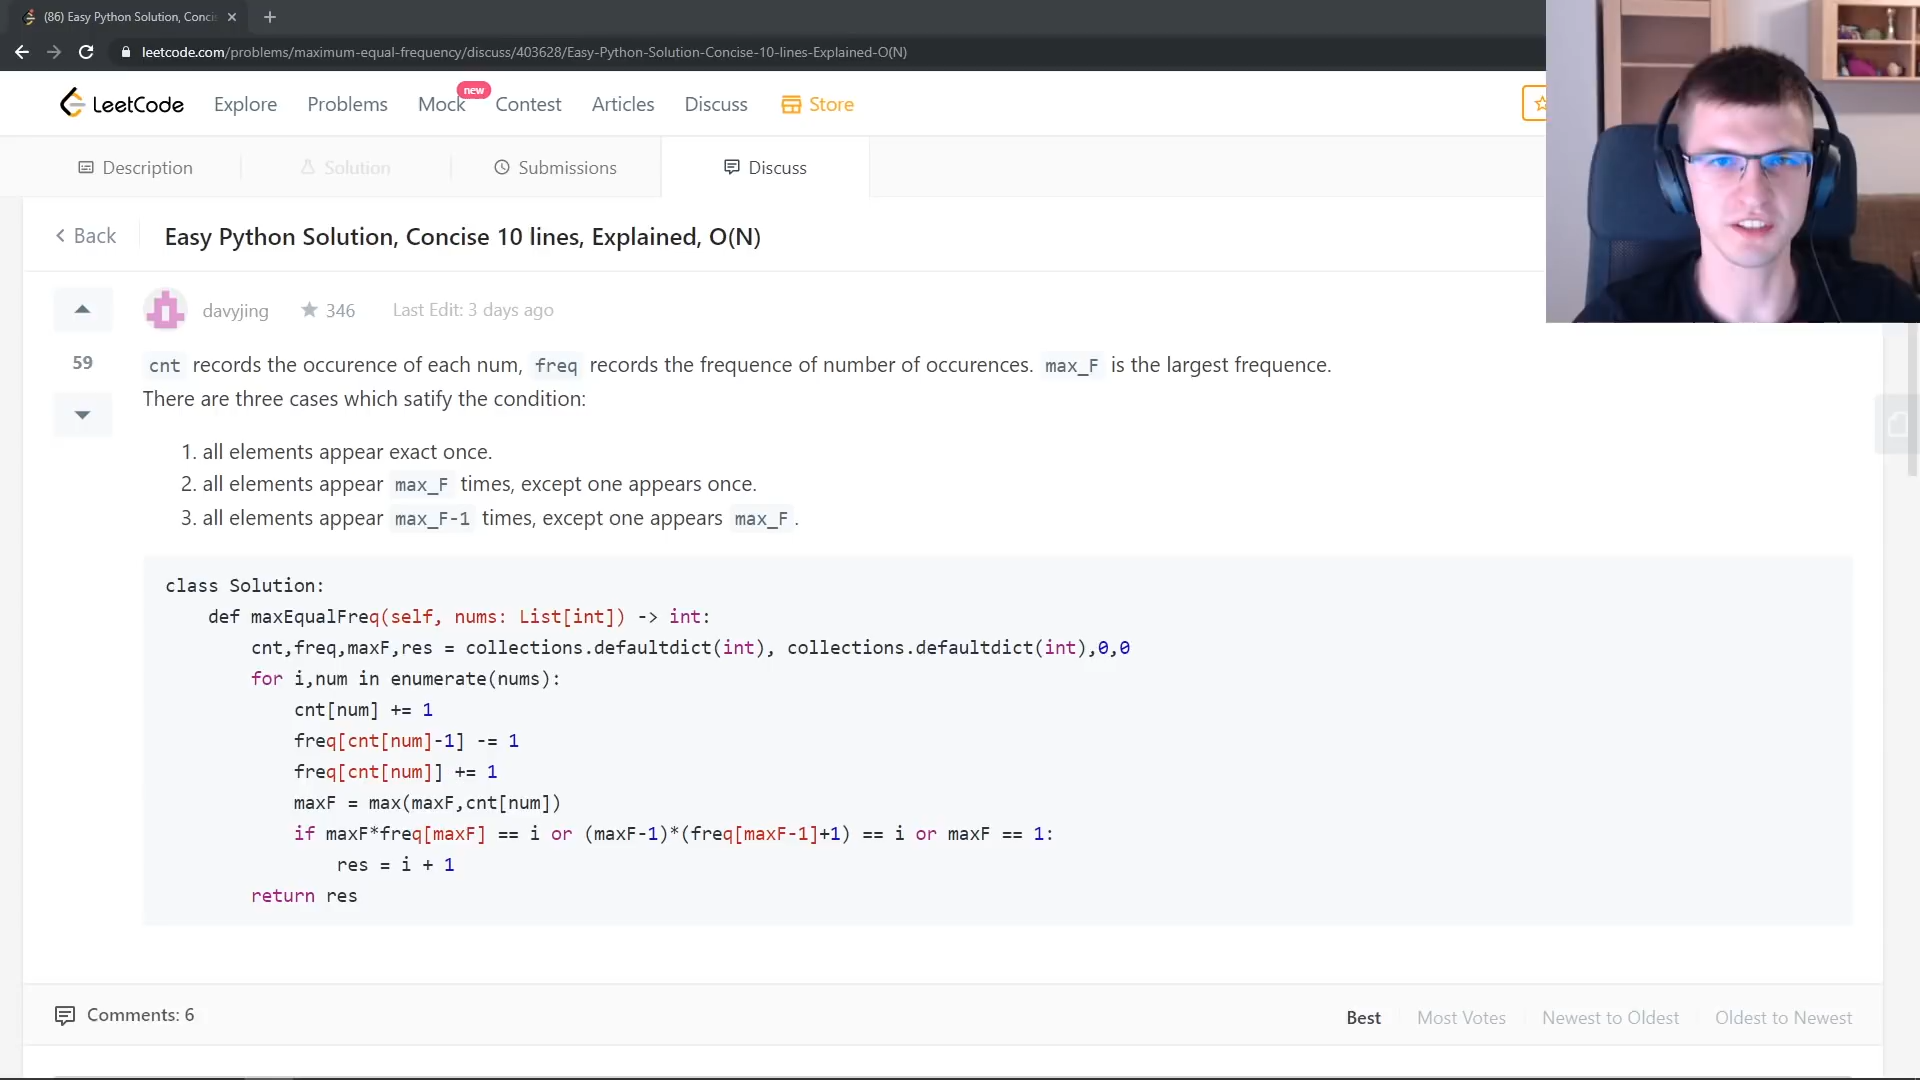 (86) Easy Python Solution, Concis
leetcode.com/problems/maximum-equal-frequency/discuss/403628/Easy-Python-Solution-Concise-10-lines-Explained-O(N)
LeetCode Explore Problems Mock new Contest Articles Discuss Store
Description Solution Submissions Discuss
Back Easy Python Solution, Concise 10 lines, Explained, O(N)
davyjing 346 Last Edit: 3 days ago
59
cnt records the occurence of each num, freq records the frequence of number of occurences. max_F is the largest frequence.
There are three cases which satify the condition:
1. all elements appear exact once.
2. all elements appear max_F times, except one appears once.
3. all elements appear max_F-1 times, except one appears max_F .
class Solution:
    def maxEqualFreq(self, nums: List[int]) -> int:
        cnt,freq,maxF,res = collections.defaultdict(int), collections.defaultdict(int),0,0
        for i,num in enumerate(nums):
            cnt[num] += 1
            freq[cnt[num]-1] -= 1
            freq[cnt[num]] += 1
            maxF = max(maxF,cnt[num])
            if maxF*freq[maxF] == i or (maxF-1)*(freq[maxF-1]+1) == i or maxF == 1:
                res = i + 1
        return res
Comments: 6
Best Most Votes Newest to Oldest Oldest to Newest